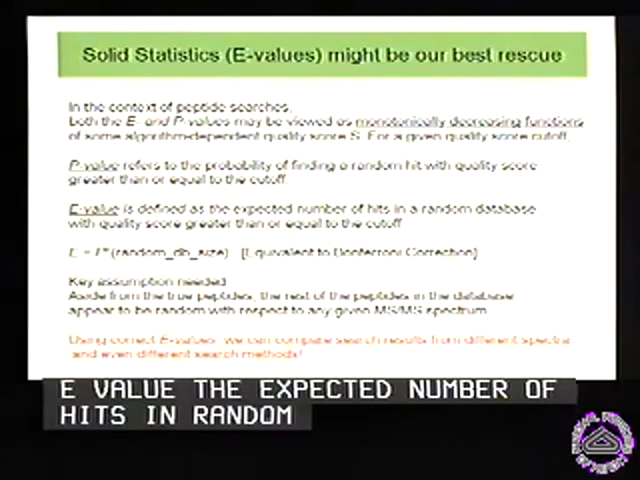 Solid Statistics (E-values) might be our best rescue
In the context of peptide searches,
both the E- and P-values may be viewed as monotonically decreasing functions
of some algorithm-dependent quality score S. For a given quality score cutoff,
P-value refers to the probability of finding a random hit with quality score
greater than or equal to the cutoff.
E-value is defined as the expected number of hits in a random database
with quality score greater than or equal to the cutoff
E = P*(random_db_size) [Equivalent to Bonferroni Correction]
Key assumption needed
Aside from the true peptides, the rest of the peptides in the database
appear to be random with respect to any given MS/MS spectrum
Using correct E-values, we can compare search results from different spectra
and even different search methods!
E VALUE THE EXPECTED NUMBER OF
HITS IN RANDOM